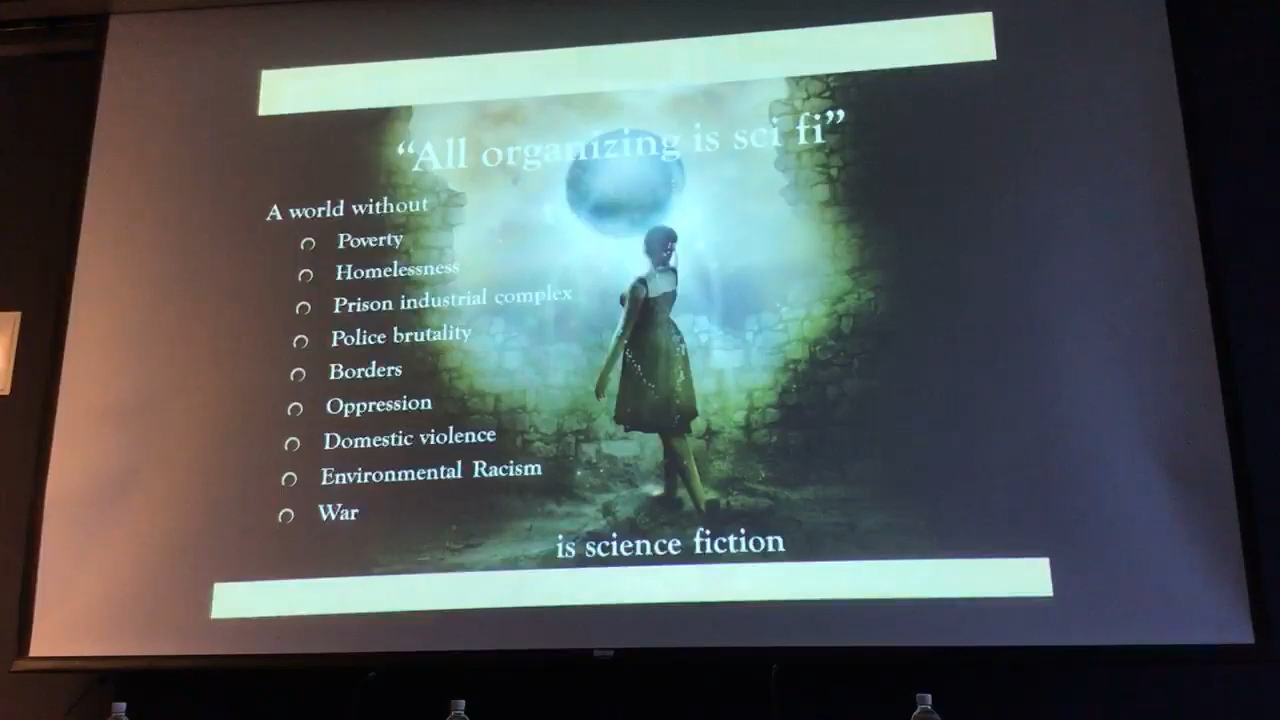 “All organizing is sci fi”
A world without
Poverty
Homelessness
Prison industrial complex
Police brutality
Borders
Oppression
Domestic violence
Environmental Racism
War
is science fiction